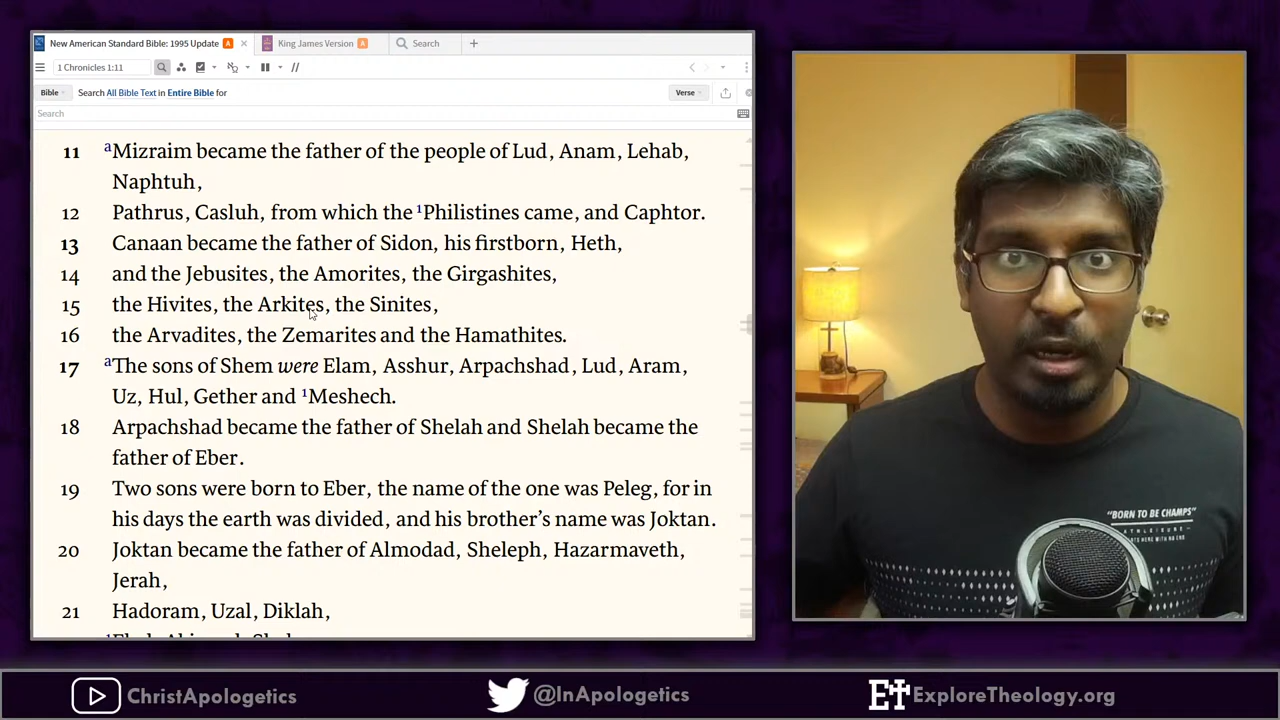 New American Standard Bible: 1995 Update A
King James Version A
Search
1 Chronicles 1:11
Bible
Search All Bible Text in Entire Bible for
Verse
Search
11 aMizraim became the father of the people of Lud, Anam, Lehab,
Naphtuh,
12 Pathrus, Casluh, from which the 1Philistines came, and Caphtor.
13 Canaan became the father of Sidon, his firstborn, Heth,
14 and the Jebusites, the Amorites, the Girgashites,
15 the Hivites, the Arkites, the Sinites,
16 the Arvadites, the Zemarites and the Hamathites.
17 aThe sons of Shem were Elam, Asshur, Arpachshad, Lud, Aram,
Uz, Hul, Gether and 1Meshech.
18 Arpachshad became the father of Shelah and Shelah became the
father of Eber.
19 Two sons were born to Eber, the name of the one was Peleg, for in
his days the earth was divided, and his brother’s name was Joktan.
20 Joktan became the father of Almodad, Sheleph, Hazarmaveth,
Jerah,
21 Hadoram, Uzal, Diklah,
"BORN TO BE CHAMPS"
ChristApologetics
@InApologetics
ET ExploreTheology.org